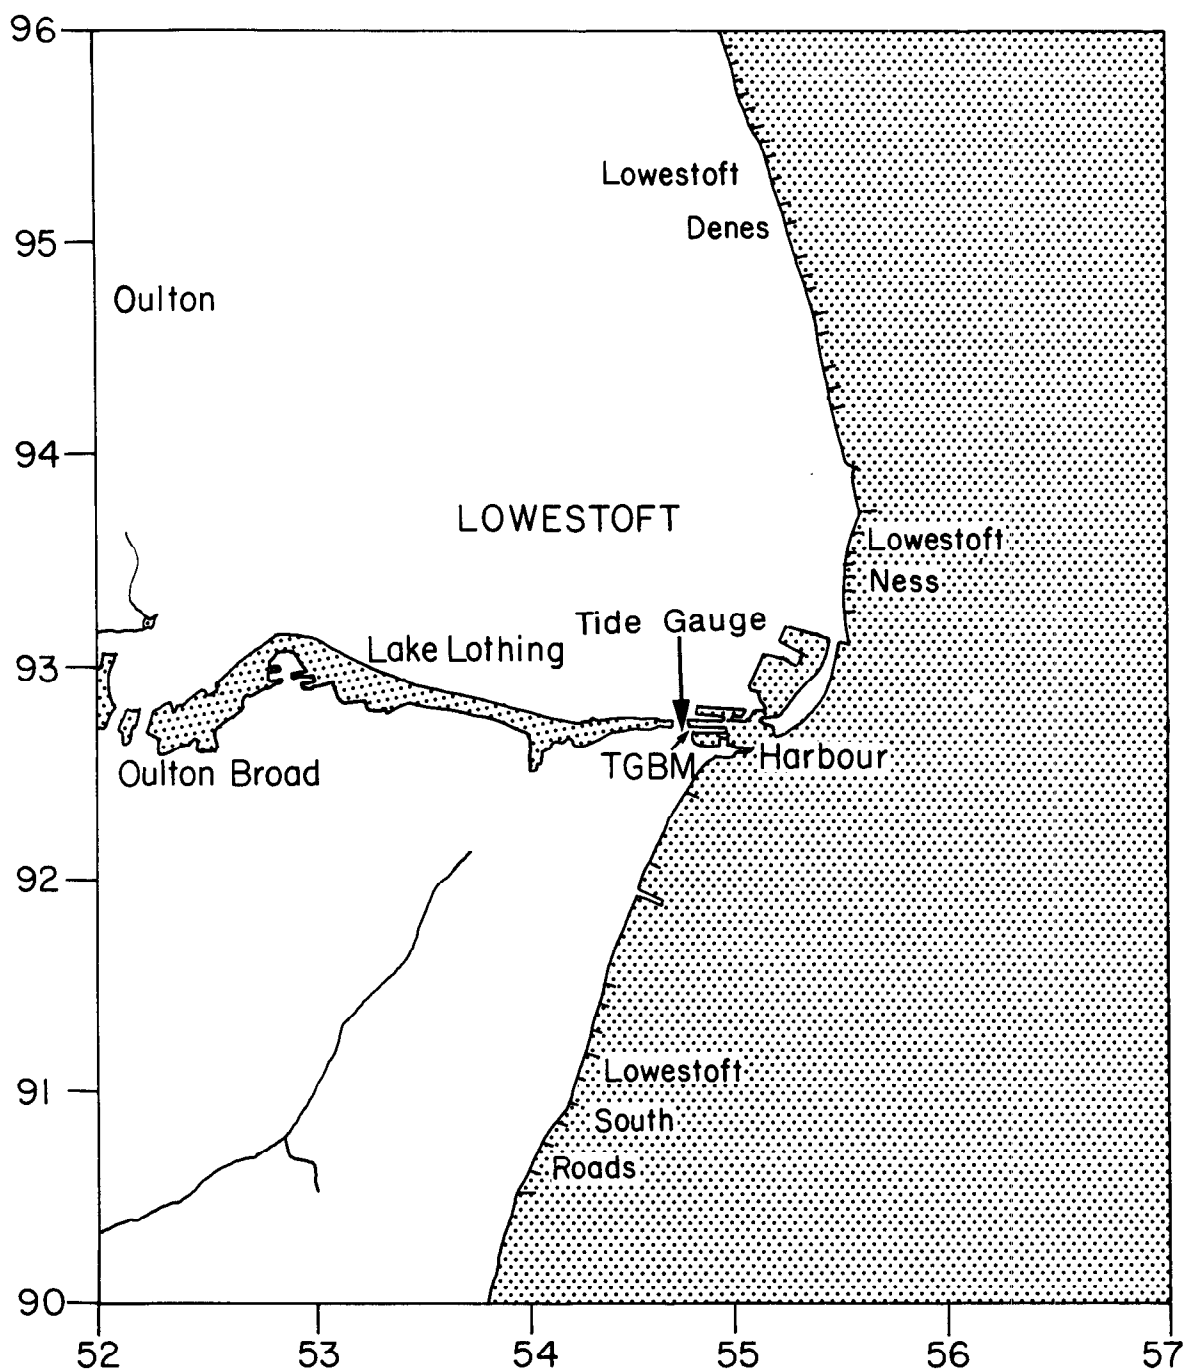 96
Lowestoft
Denes
95
Oulton
94
LOWESTOFT
Lowestoft
Ness
Tide Gauge
Lake Lothing
93
TGBM
Harbour
Oulton Broad
92
91
Lowestoft
South
Roads
90
52 53 54 55 56 57